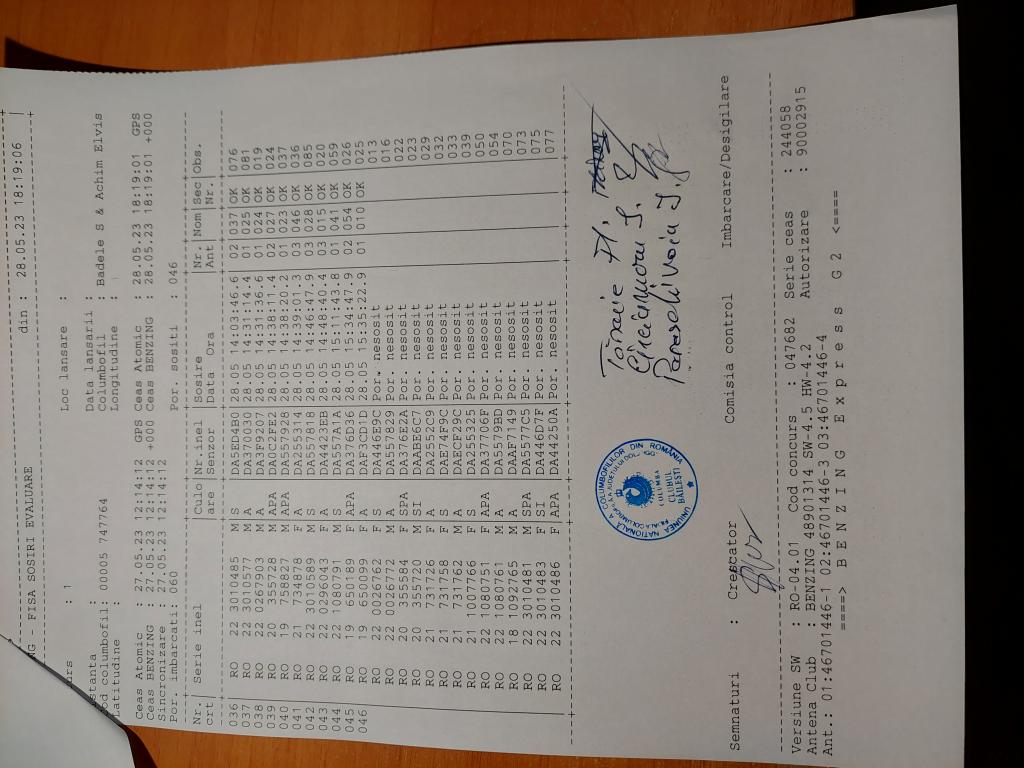 NG - FISA SOSIRI EVALUARE din : 28.05.23 18:19:06
urs : 1 Loc lansare :
stanta Data lansarii :
od columbofil: 00005 747764 Columbofil : Badele S & Achim Elvis
Latitudine : Longitudine :
Ceas Atomic : 27.05.23 12:14:12 GPS Ceas Atomic : 28.05.23 18:19:01 GPS
Ceas BENZING : 27.05.23 12:14:12 +000 Ceas BENZING : 28.05.23 18:19:01 +000
Sincronizare : 27.05.23 12:14:12
Por. imbarcati: 060 Por. sositi : 046
Nr.| Serie inel |Culo|Nr.inel |Sosire |Nr. Nom|Sec|Obs.
crt| |are |Senzor |Data Ora |Ant |Nr.|
036 RO 22 3010485 M S DA5ED4B0 28.05 14:03:46.6 02 037 OK 076
037 RO 22 3010577 M A DA370030 28.05 14:31:14.4 01 025 OK 081
038 RO 22 0267903 M A DA3F9207 28.05 14:31:36.6 01 024 OK 019
039 RO 20 355728 M APA DA0C2FE2 28.05 14:38:11.4 02 027 OK 024
040 RO 19 758827 M APA DA557928 28.05 14:38:20.2 01 023 OK 037
041 RO 21 734878 F A DA255314 28.05 14:39:01.3 03 046 OK 036
042 RO 22 3010589 M S DA557818 28.05 14:46:47.9 03 028 OK 080
043 RO 22 0296043 F A DA4423EB 28.05 14:48:40.4 03 015 OK 020
044 RO 22 1080791 M A DA557A1A 28.05 15:11:43.8 01 041 OK 059
045 RO 19 650189 F APA DA376D36 28.05 15:34:47.9 02 054 OK 026
046 RO 19 650099 F A DAF3CD1D 28.05 15:35:22.9 01 010 OK 025
RO 22 0026762 F S DA446E9C Por. nesosit 013
RO 22 0026772 M A DA557829 Por. nesosit 016
RO 20 355584 F SPA DA376E2A Por. nesosit 022
RO 20 355720 M SI DAABE6C7 Por. nesosit 023
RO 21 731726 F A DA2552C9 Por. nesosit 029
RO 21 731758 F S DAE74F9C Por. nesosit 032
RO 21 731762 M A DAECF29C Por. nesosit 033
RO 21 1007766 F S DA255325 Por. nesosit 039
RO 22 1080751 F APA DA37706F Por. nesosit 050
RO 22 1080761 M A DA5579BD Por. nesosit 054
RO 18 1092765 M A DAAF7149 Por. nesosit 070
RO 22 3010481 M SPA DA5577C5 Por. nesosit 073
RO 22 3010483 F SI DA446D7F Por. nesosit 075
RO 22 3010486 F APA DA44250A Por. nesosit 077
UNIUNEA NATIONALĂ A COLUMBOFILILOR DIN ROMÂNIA
COLUMBA
CLUBUL
BĂILEŞTI
Semnaturi : Crescator Comisia control Imbarcare/Desigilare
Versiune SW : RO-04.01 Cod concurs : 047682 Serie ceas : 244058
Antena Club : BENZING 48901314 SW-4.5 HW-4.2 Autorizare : 90002915
Ant.: 01:46701446-1 02:46701446-3 03:46701446-4
====> B E N Z I N G E x p r e s s G 2 <====